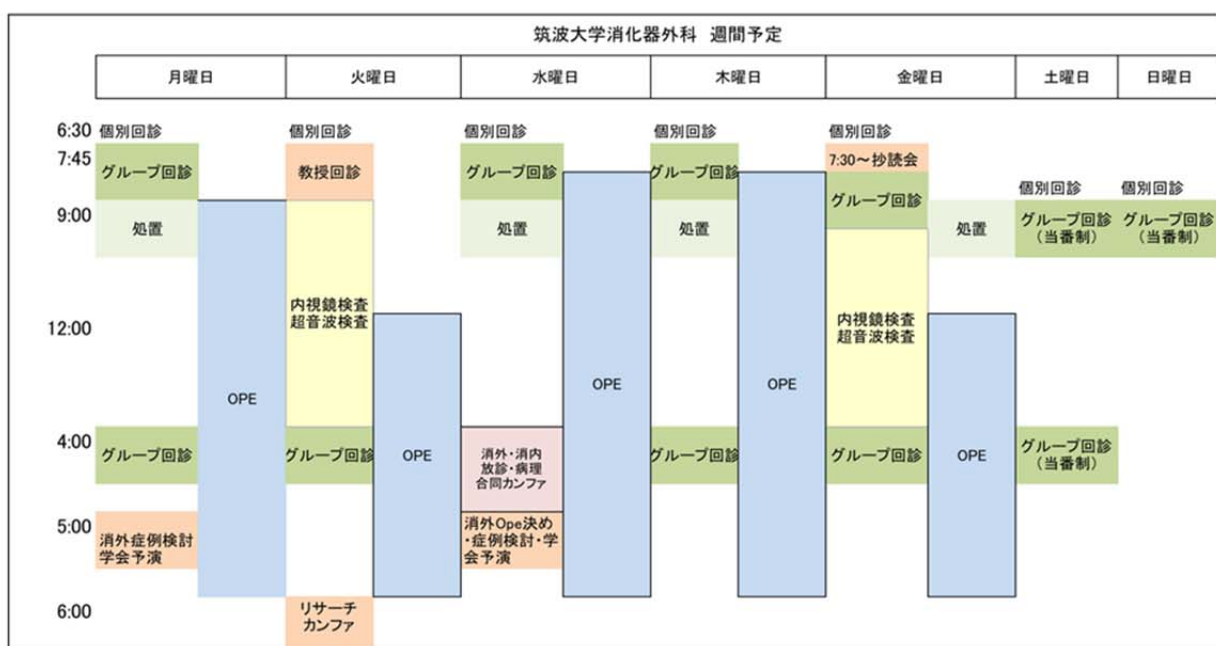 筑波大学消化器外科 週間予定
月曜日 火曜日 水曜日 木曜日 金曜日 土曜日 日曜日
6:30 個別回診 個別回診 個別回診 個別回診 個別回診
7:45 グループ回診 教授回診 グループ回診 グループ回診 7:30～抄読会
グループ回診
個別回診 個別回診
9:00 処置 処置 処置 処置 グループ回診 グループ回診
(当番制) (当番制)
内視鏡検査 内視鏡検査
超音波検査 超音波検査
12:00
OPE OPE OPE
4:00
グループ回診 グループ回診 OPE グループ回診 グループ回診 OPE
消外・消内
放診・病理
合同カンファ
グループ回診
(当番制)
5:00
消外症例検討
学会予演
消外Ope決め
・症例検討・学
会予演
6:00
リサーチ
カンファ